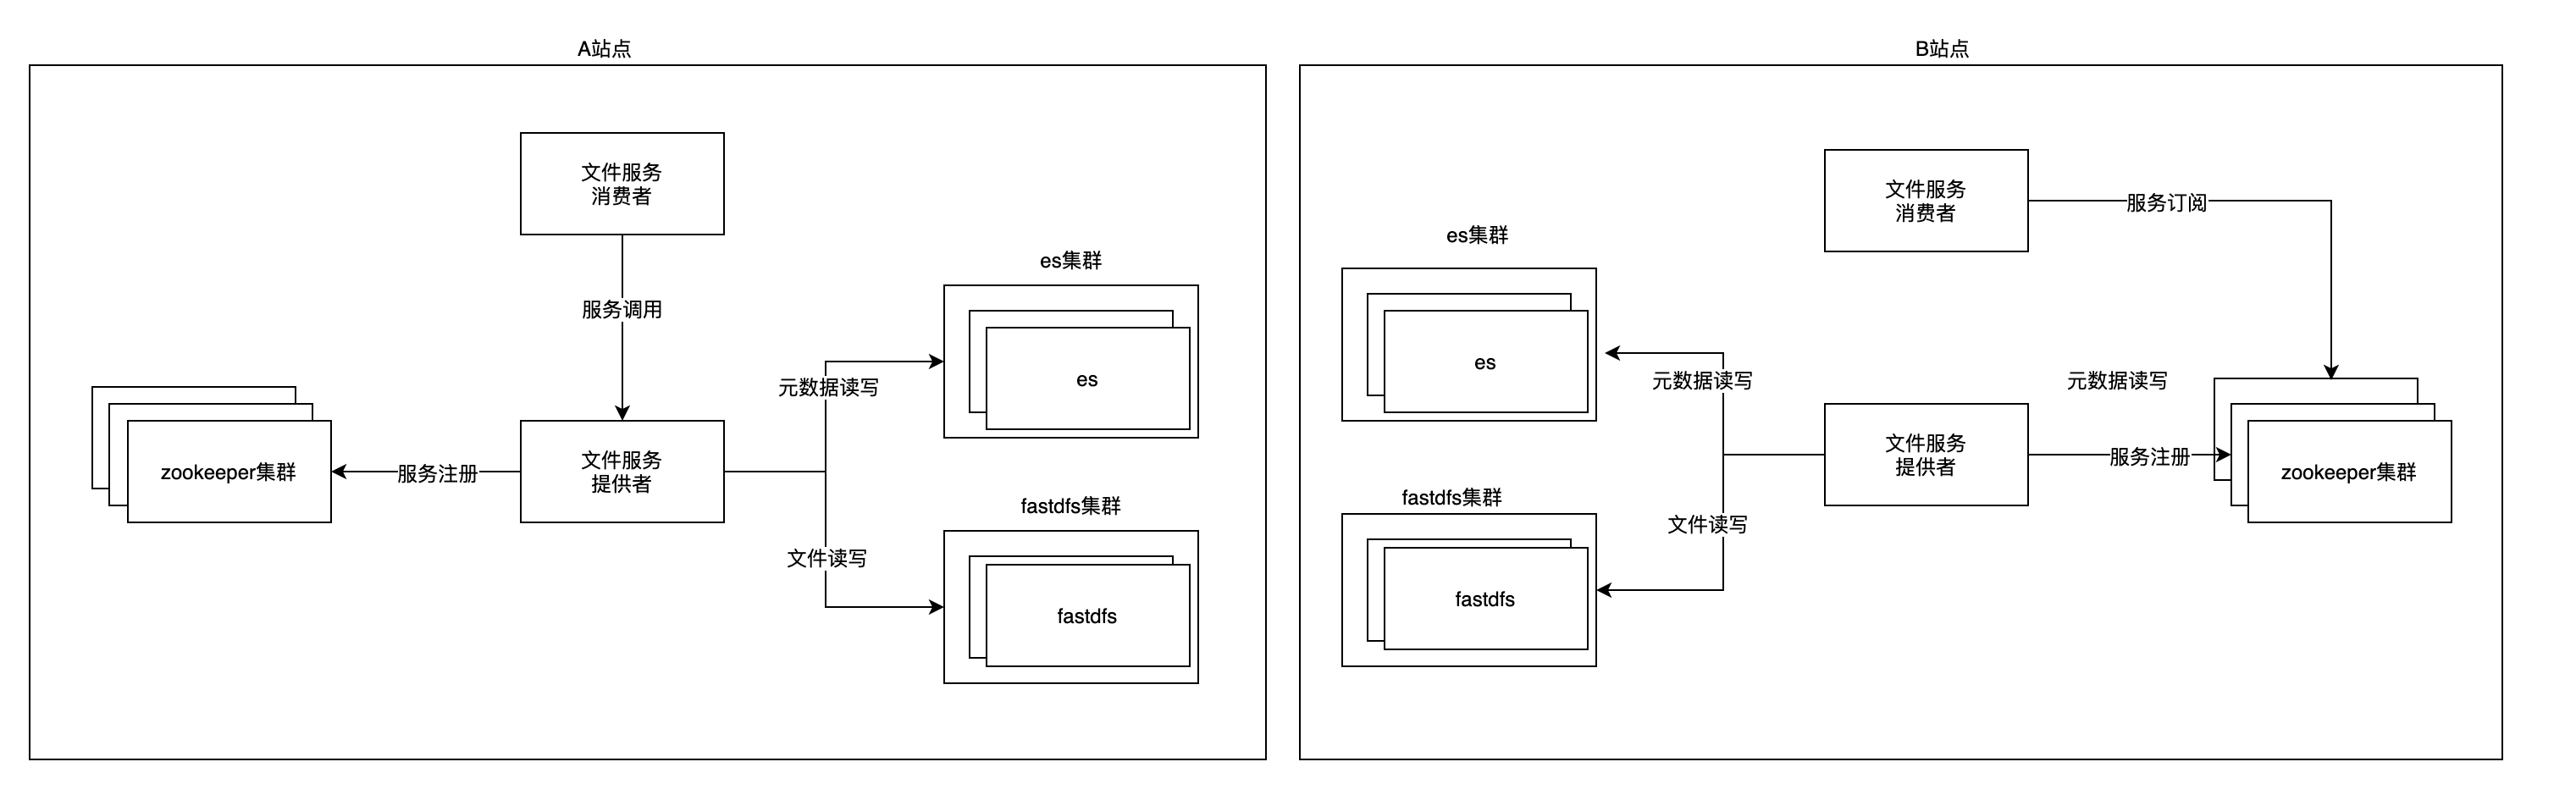 A站点
文件服务
消费者
服务调用
zookeeper集群
服务注册
文件服务
提供者
元数据读写
文件读写
es集群
es
fastdfs集群
fastdfs
B站点
es集群
es
fastdfs集群
fastdfs
元数据读写
文件读写
文件服务
消费者
服务订阅
文件服务
提供者
元数据读写
服务注册
zookeeper集群